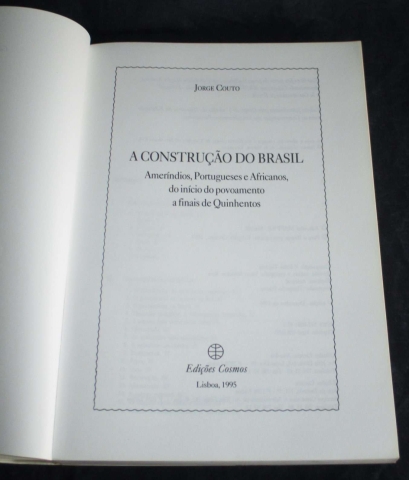 JORGE COUTO
A CONSTRUÇÃO DO BRASIL
Ameríndios, Portugueses e Africanos,
do início do povoamento
a finais de Quinhentos
Edições Cosmos
Lisboa, 1995